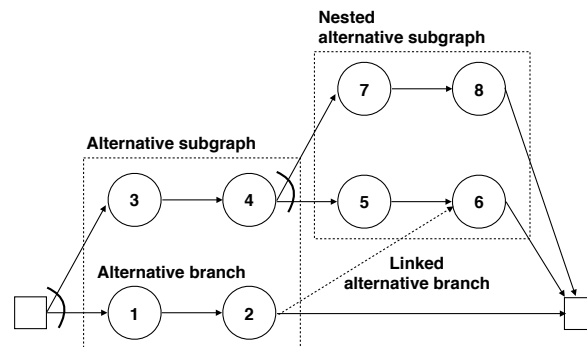 Nested
alternative subgraph
7
8
Alternative subgraph
3
4
5
6
Linked
alternative branch
Alternative branch
1
2